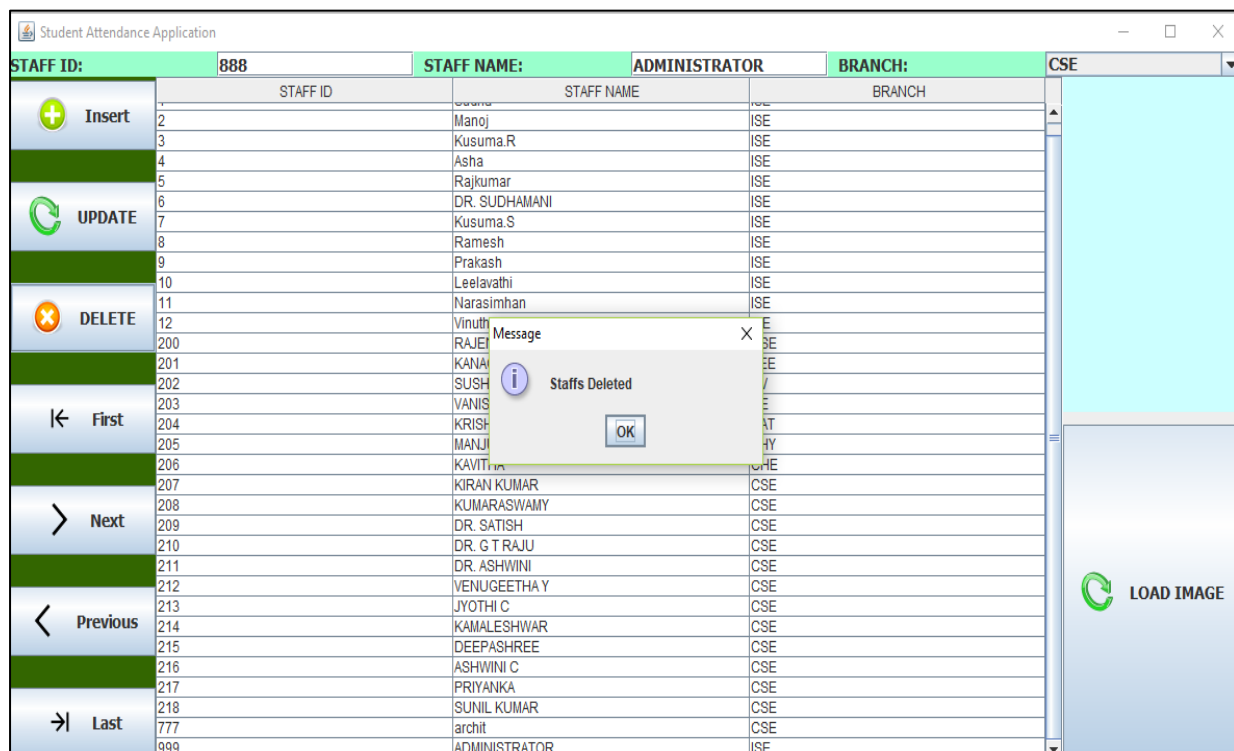 Student Attendance Application
STAFF ID: 888 STAFF NAME: ADMINISTRATOR BRANCH: CSE
STAFF ID STAFF NAME BRANCH
Insert
UPDATE
DELETE
First
Next
Previous
Last
2 Manoj ISE
3 Kusuma.R ISE
4 Asha ISE
5 Rajkumar ISE
6 DR. SUDHAMANI ISE
7 Kusuma.S ISE
8 Ramesh ISE
9 Prakash ISE
10 Leelavathi ISE
11 Narasimhan ISE
12
200
201
202
203
204
205
206
207 KIRAN KUMAR CSE
208 KUMARASWAMY CSE
209 DR. SATISH CSE
210 DR. G T RAJU CSE
211 DR. ASHWINI CSE
212 VENUGEETHA Y CSE
213 JYOTHI C CSE
214 KAMALESHWAR CSE
215 DEEPASHREE CSE
216 ASHWINI C CSE
217 PRIYANKA CSE
218 SUNIL KUMAR CSE
777 archit CSE
999 ADMINISTRATOR ISE
Message
Staffs Deleted
OK
LOAD IMAGE